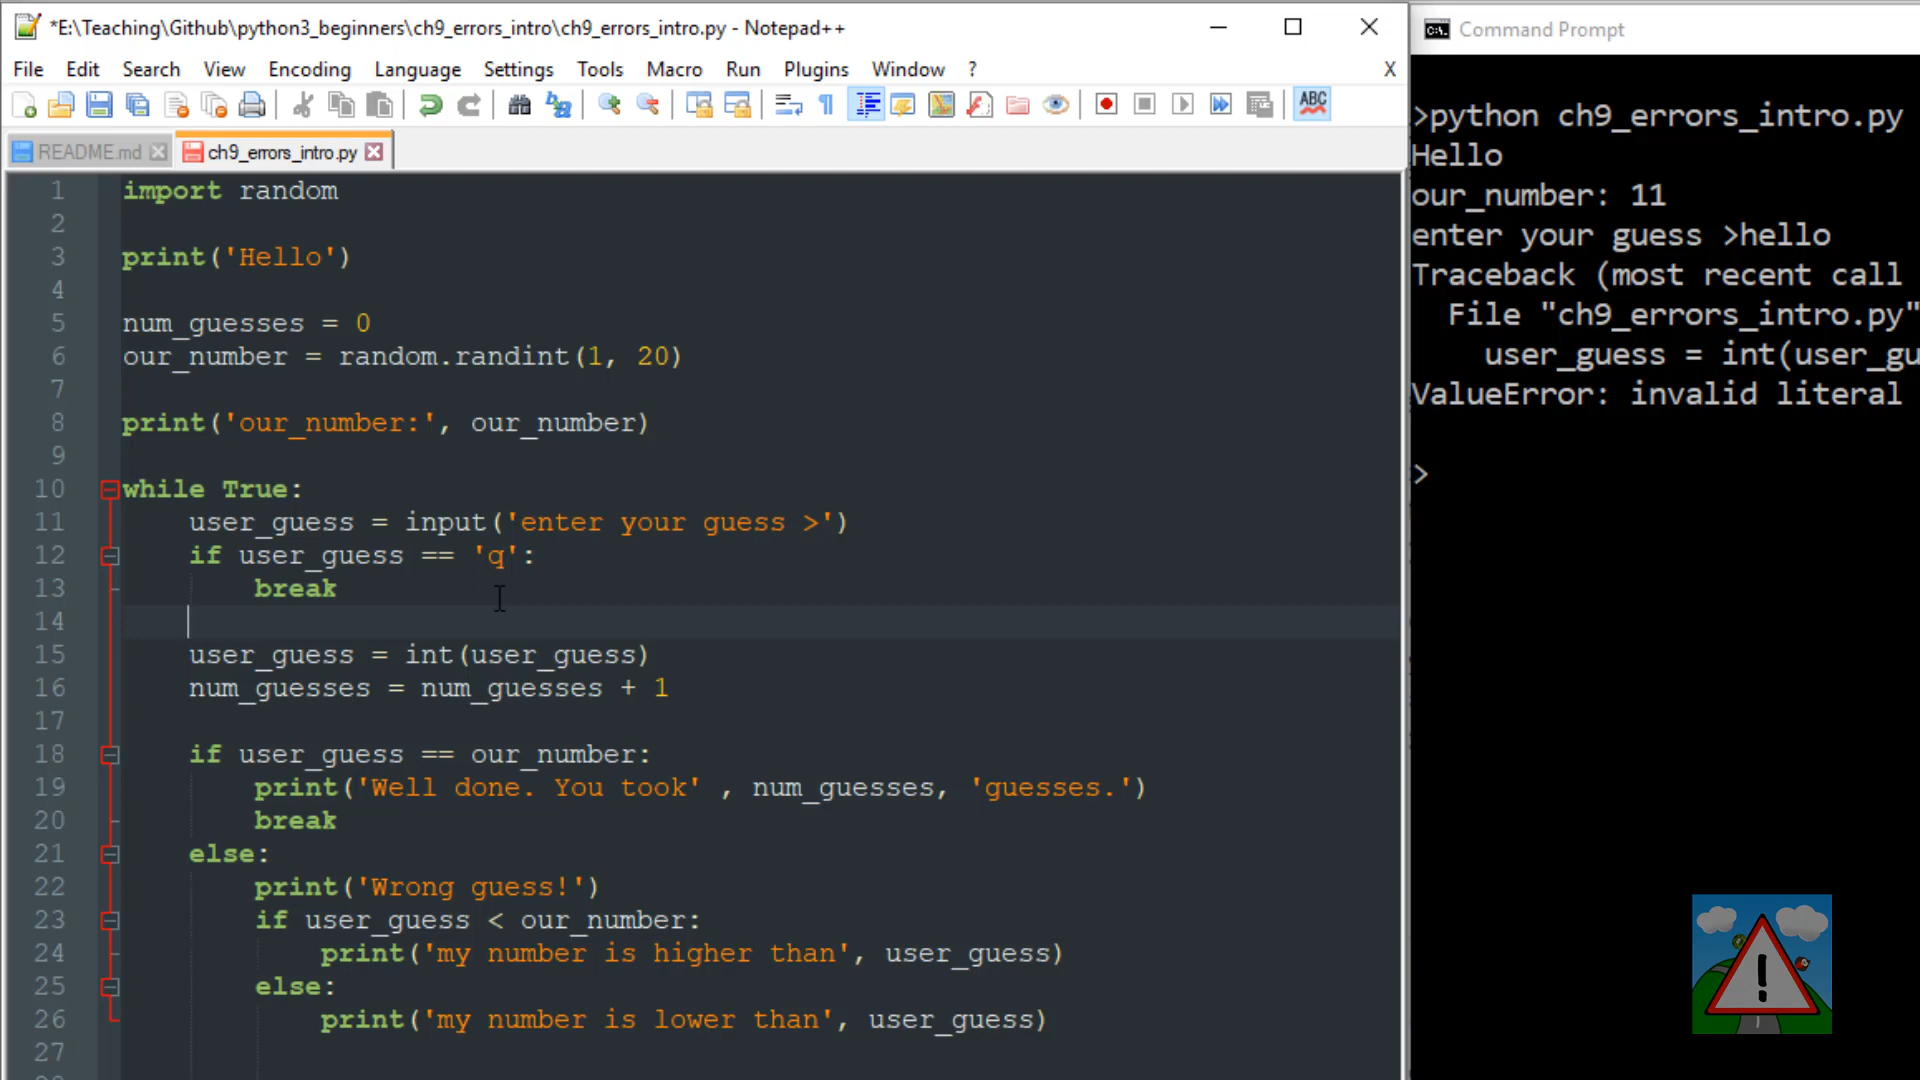 *E:\Teaching\Github\python3_beginners\ch9_errors_intro\ch9_errors_intro.py - Notepad++
File Edit Search View Encoding Language Settings Tools Macro Run Plugins Window ? X
ABC
README.md
ch9_errors_intro.py
1 import random
2
3 print('Hello')
4
5 num_guesses = 0
6 our_number = random.randint(1, 20)
7
8 print('our_number:', our_number)
9
10 while True:
11 user_guess = input('enter your guess >')
12 if user_guess == 'q':
13 break
14
15 user_guess = int(user_guess)
16 num_guesses = num_guesses + 1
17
18 if user_guess == our_number:
19 print('Well done. You took' , num_guesses, 'guesses.')
20 break
21 else:
22 print('Wrong guess!')
23 if user_guess < our_number:
24 print('my number is higher than', user_guess)
25 else:
26 print('my number is lower than', user_guess)
27
Command Prompt
>python ch9_errors_intro.py
Hello
our_number: 11
enter your guess >hello
Traceback (most recent call
File "ch9_errors_intro.py"
user_guess = int(user_gu
ValueError: invalid literal
>
!